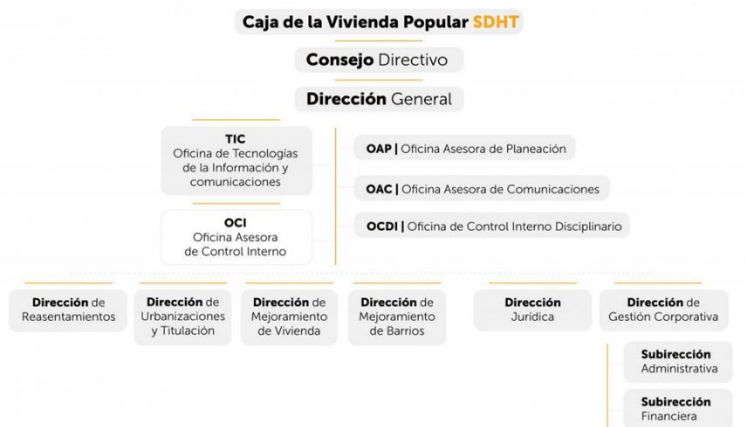 Caja de la Vivienda Popular SDHT
Consejo Directivo
Dirección General
TIC
Oficina de Tecnologías
de la Información y
comunicaciones
OCI
Oficina Asesora
de Control Interno
OAP | Oficina Asesora de Planeación
OAC | Oficina Asesora de Comunicaciones
OCDI | Oficina de Control Interno Disciplinario
Dirección de
Reasentamientos
Dirección de
Urbanizaciones
y Titulación
Dirección de
Mejoramiento
de Vivienda
Dirección de
Mejoramiento
de Barrios
Dirección
Jurídica
Dirección de
Gestión Corporativa
Subirección
Administrativa
Subirección
Financiera